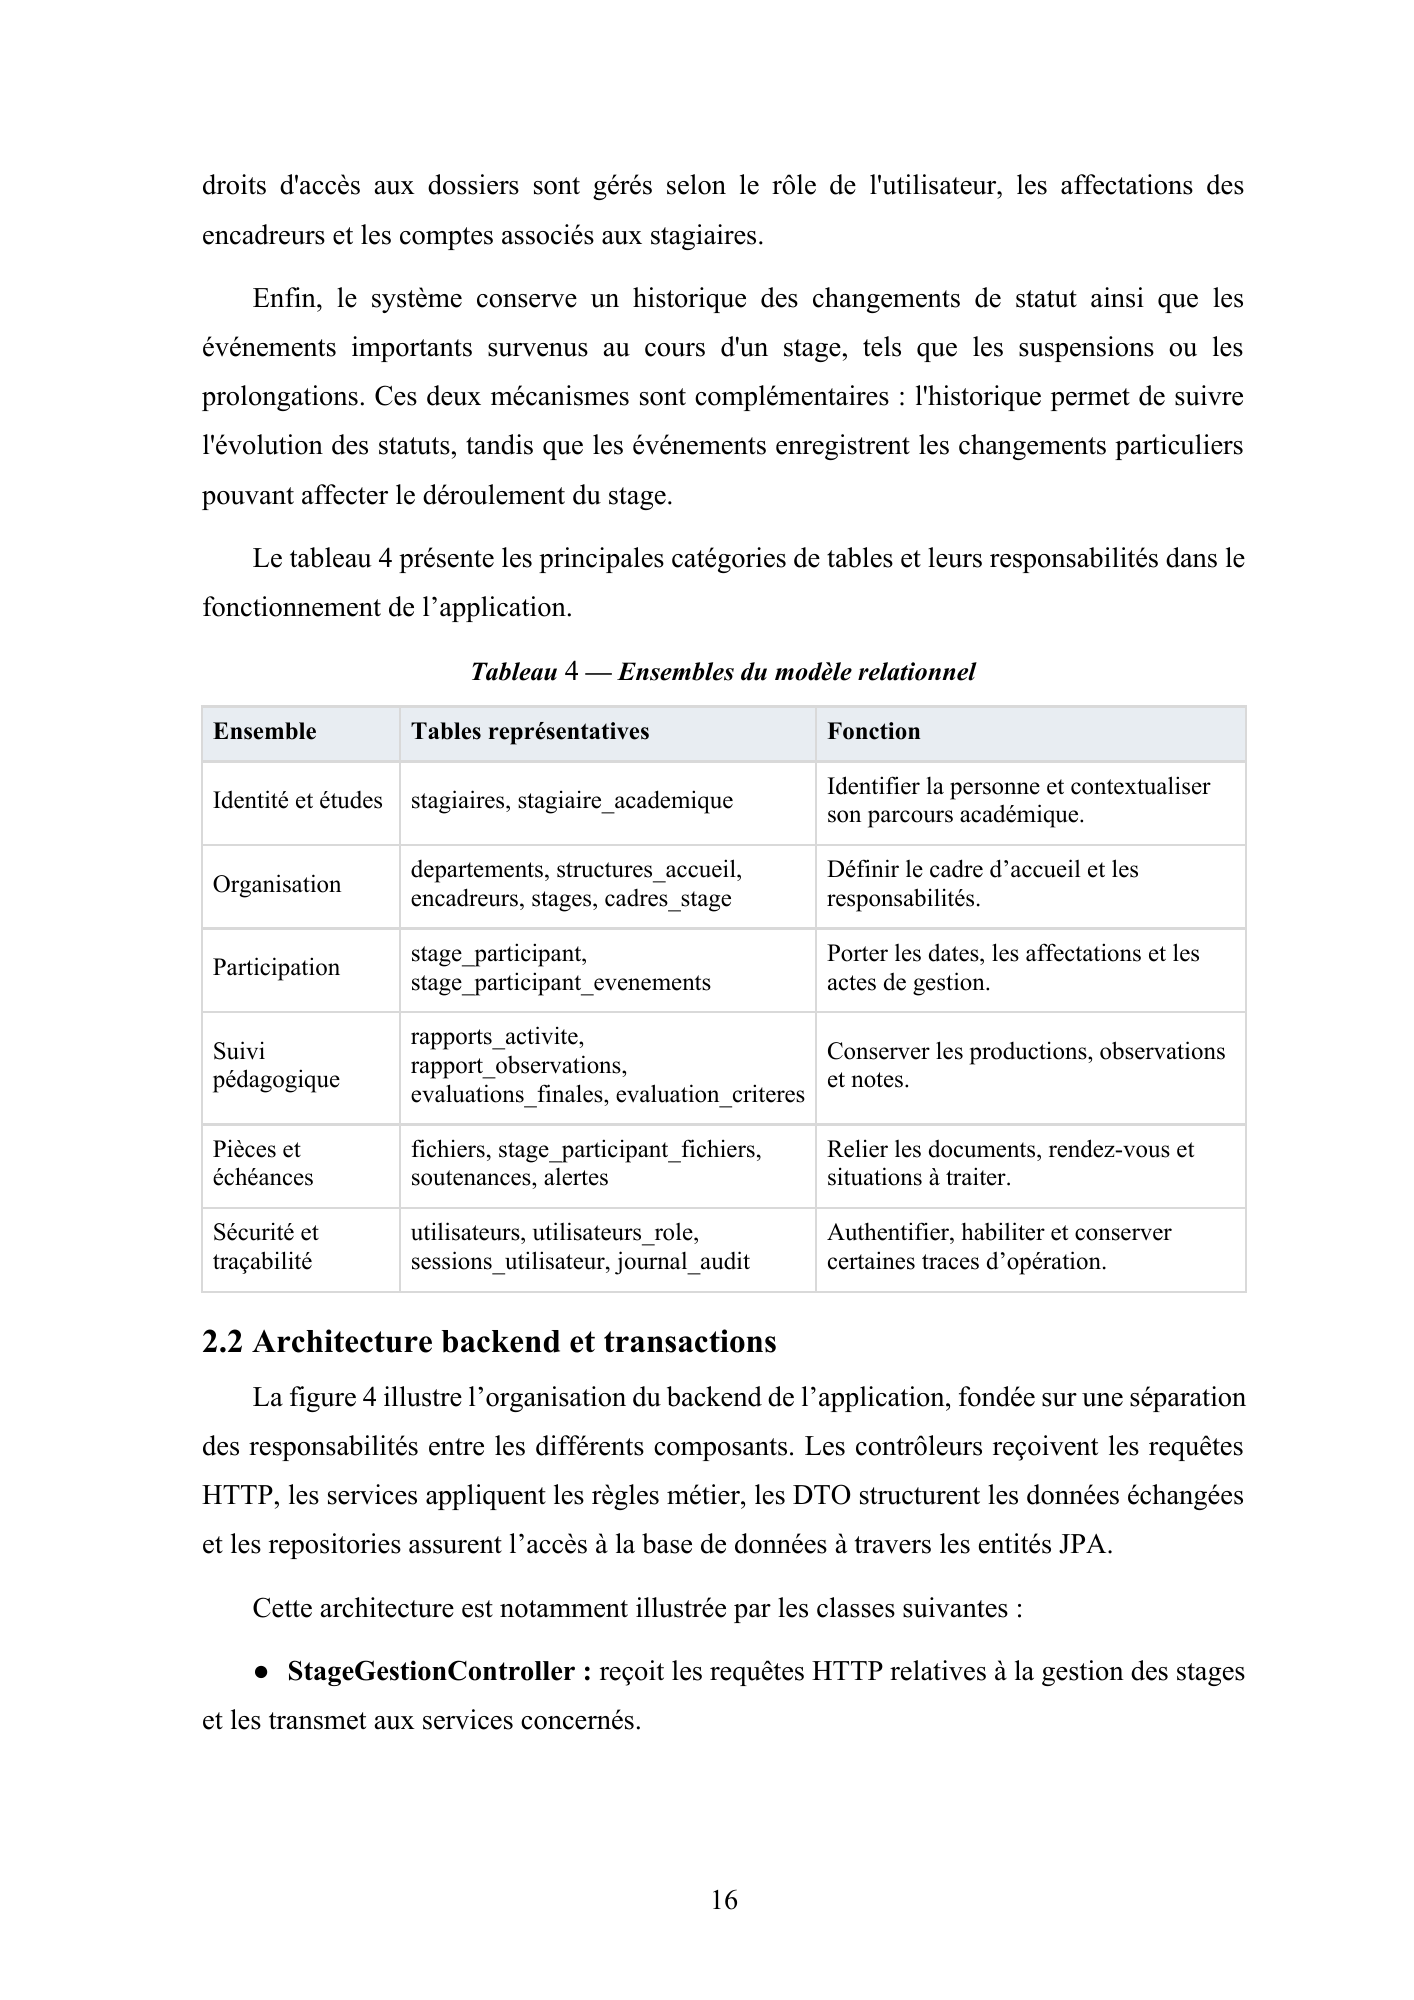 droits d'accès aux dossiers sont gérés selon le rôle de l'utilisateur, les affectations des
encadreurs et les comptes associés aux stagiaires.
Enfin, le système conserve un historique des changements de statut ainsi que les
événements importants survenus au cours d'un stage, tels que les suspensions ou les
prolongations. Ces deux mécanismes sont complémentaires : l'historique permet de suivre
l'évolution des statuts, tandis que les événements enregistrent les changements particuliers
pouvant affecter le déroulement du stage.
Le tableau 4 présente les principales catégories de tables et leurs responsabilités dans le
fonctionnement de l’application.
Tableau 4 — Ensembles du modèle relationnel
Ensemble Tables représentatives Fonction
Identité et études stagiaires, stagiaire_academique Identifier la personne et contextualiser
son parcours académique.
Organisation departements, structures_accueil,
encadreurs, stages, cadres_stage Définir le cadre d’accueil et les
responsabilités.
Participation stage_participant,
stage_participant_evenements Porter les dates, les affectations et les
actes de gestion.
Suivi
pédagogique rapports_activite,
rapport_observations,
evaluations_finales, evaluation_criteres Conserver les productions, observations
et notes.
Pièces et
échéances fichiers, stage_participant_fichiers,
soutenances, alertes Relier les documents, rendez-vous et
situations à traiter.
Sécurité et
traçabilité utilisateurs, utilisateurs_role,
sessions_utilisateur, journal_audit Authentifier, habiliter et conserver
certaines traces d’opération.
2.2 Architecture backend et transactions
La figure 4 illustre l’organisation du backend de l’application, fondée sur une séparation
des responsabilités entre les différents composants. Les contrôleurs reçoivent les requêtes
HTTP, les services appliquent les règles métier, les DTO structurent les données échangées
et les repositories assurent l’accès à la base de données à travers les entités JPA.
Cette architecture est notamment illustrée par les classes suivantes :
● StageGestionController : reçoit les requêtes HTTP relatives à la gestion des stages
et les transmet aux services concernés.
16